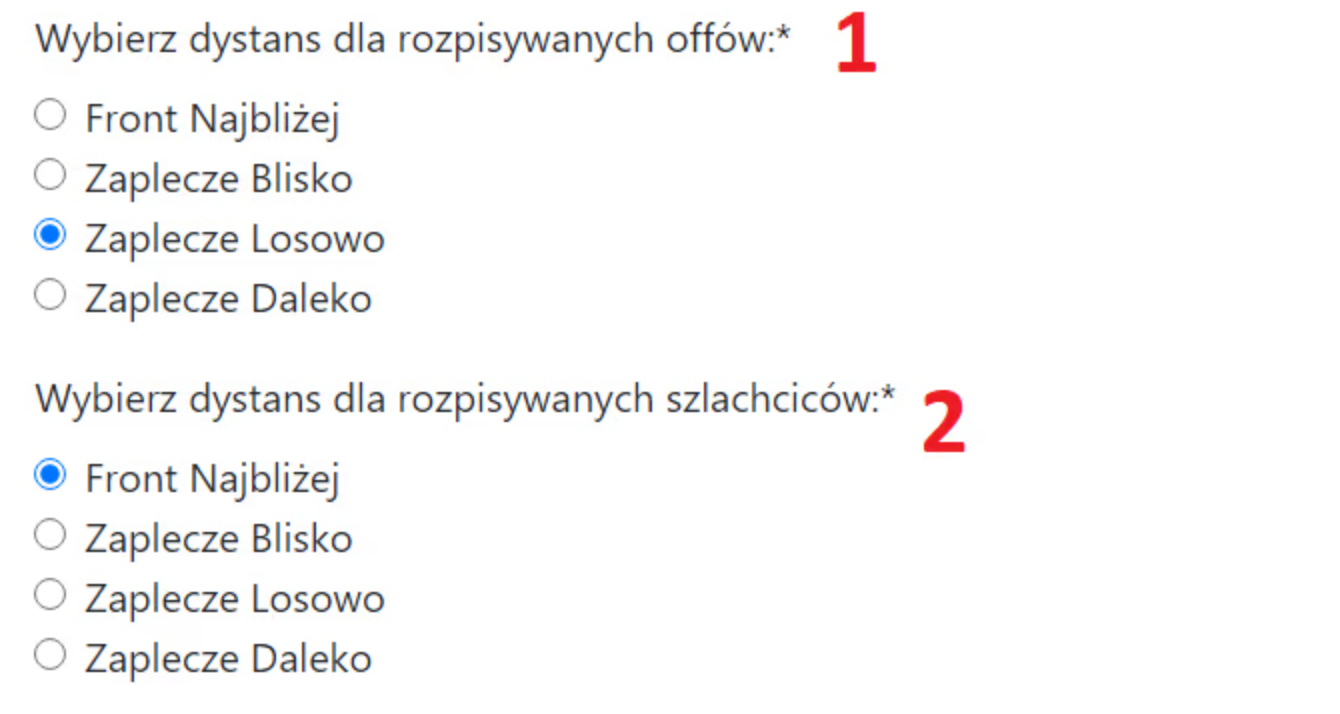 Wybierz dystans dla rozpisywanych offów:* 1
Front Najbliżej
Zaplecze Blisko
Zaplecze Losowo
Zaplecze Daleko
Wybierz dystans dla rozpisywanych szlachciców:* 2
Front Najbliżej
Zaplecze Blisko
Zaplecze Losowo
Zaplecze Daleko